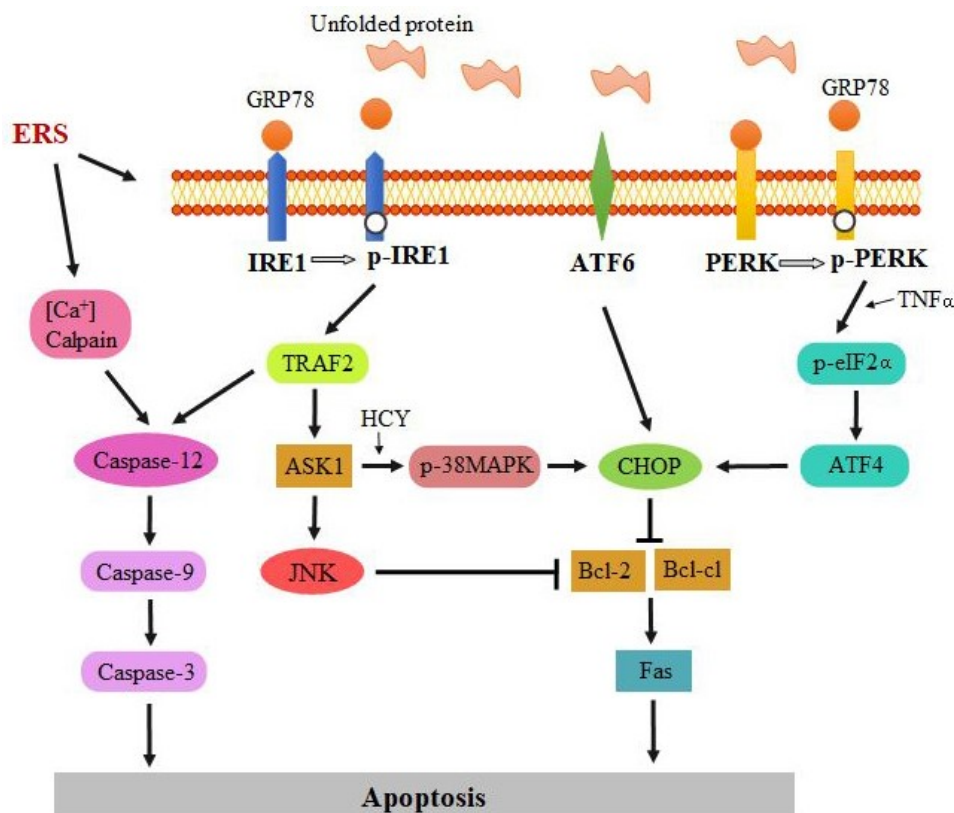 Unfolded protein
GRP78
GRP78
ERS
IRE1
p-IRE1
ATF6
PERK
p-PERK
TNFα
[Ca⁺]
Calpain
TRAF2
p-eIF2α
HCY
Caspase-12
ASK1
p-38MAPK
CHOP
ATF4
Caspase-9
JNK
Bcl-2
Bcl-cl
Caspase-3
Fas
Apoptosis